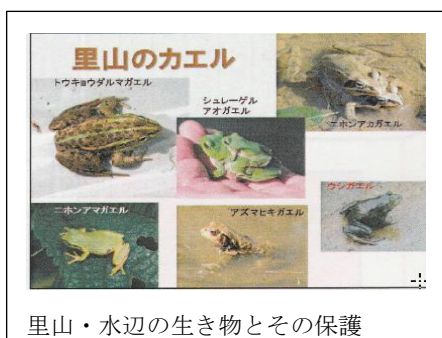 里山のカエル
トウキョウダルマガエル
シュレーゲル
アオガエル
ニホンアカガエル
ウシガエル
ニホンアマガエル
アズマヒキガエル
里山・水辺の生き物とその保護